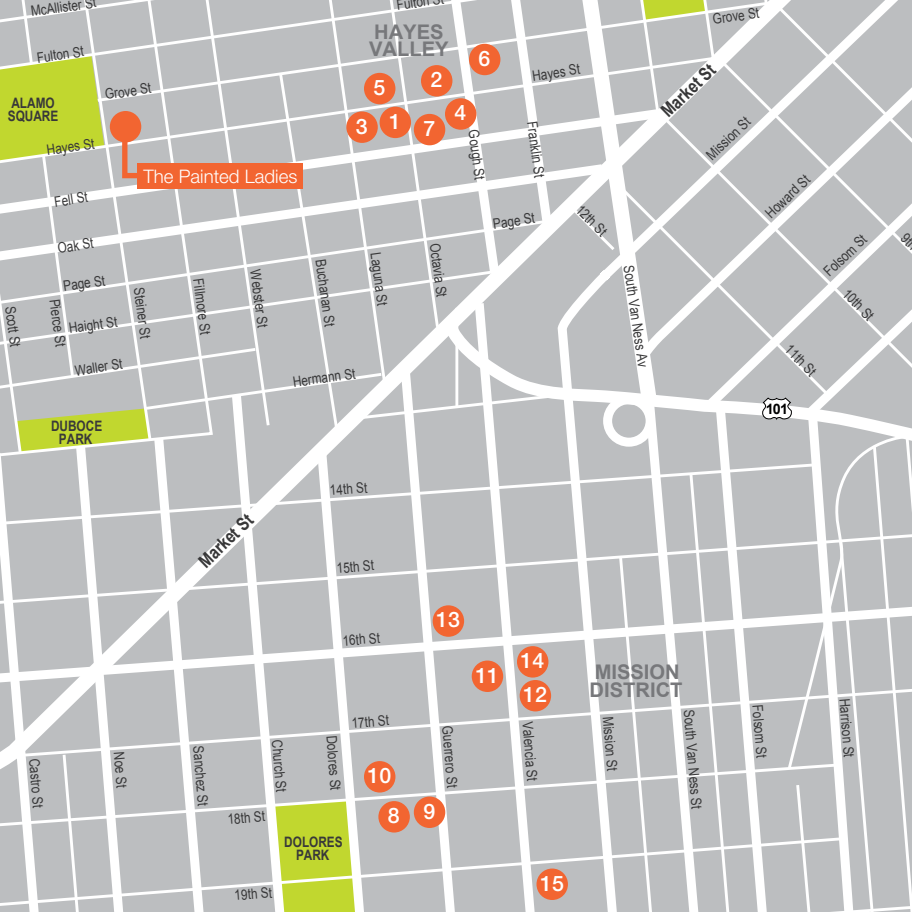 McAllister St
Fulton St
Grove St
HAYES
VALLEY
Fulton St
6
Hayes St
Market St
2
5
Grove St
ALAMO
SQUARE
4
1
3
7
Mission St
Hayes St
Gough St
Franklin St
The Painted Ladies
Fell St
Howard St
Page St
12th St
Oak St
Folsom St
9th
Page St
Octavia St
Laguna St
Buchanan St
Webster St
Fillmore St
Steiner St
Pierce St
Scott St
South Van Ness Av
10th St
Haight St
11th St
Waller St
Hermann St
101
DUBOCE
PARK
14th St
Market St
15th St
13
16th St
14
11
12
MISSION
DISTRICT
17th St
Castro St
Noe St
Sanchez St
Church St
Dolores St
Guerrero St
Valencia St
Mission St
South Van Ness St
Folsom St
Harrison St
10
8
9
18th St
DOLORES
PARK
15
19th St